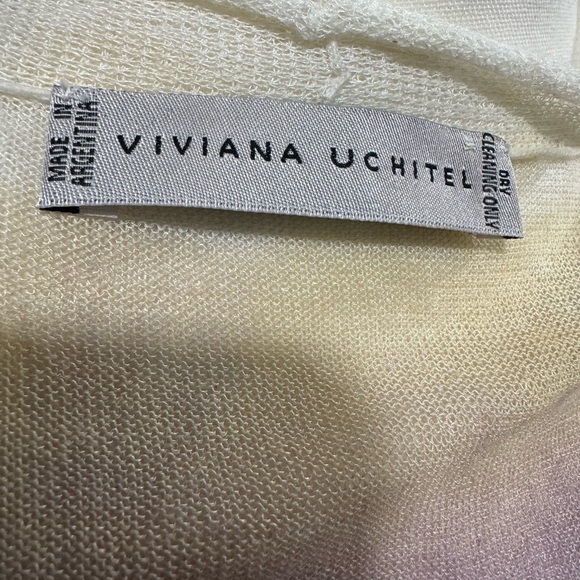 MADE IN
ARGENTINA
VIVIANA UCHITEL
DRY
CLEANING ONLY